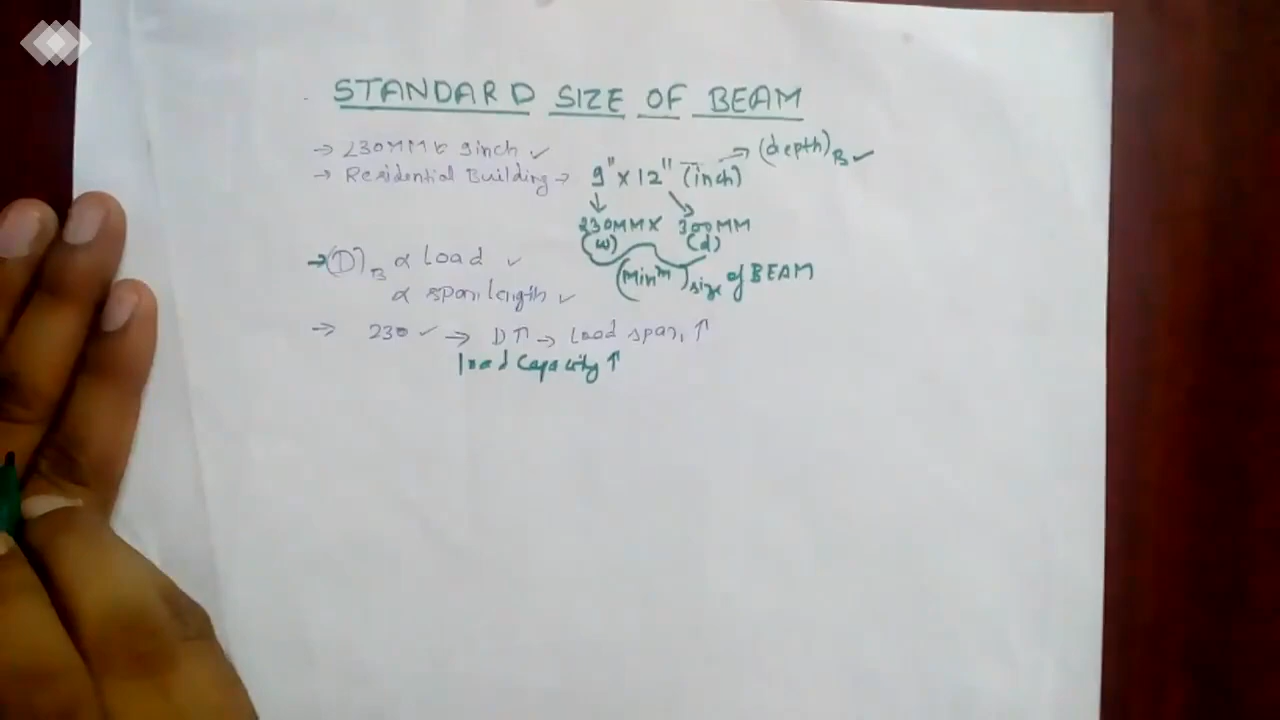 STANDARD SIZE OF BEAM
→ 230MM & 9inch ✓
→ Residential Building → 9" x 12" (inch) → (depth)B ✓
230MM x 300MM
(w) (d)
(Minᵐ) size of BEAM
→ (D)B ∝ Load ✓
∝ span length ✓
→ 230 ✓ → D↑ → Load span, ↑
load Capacity ↑